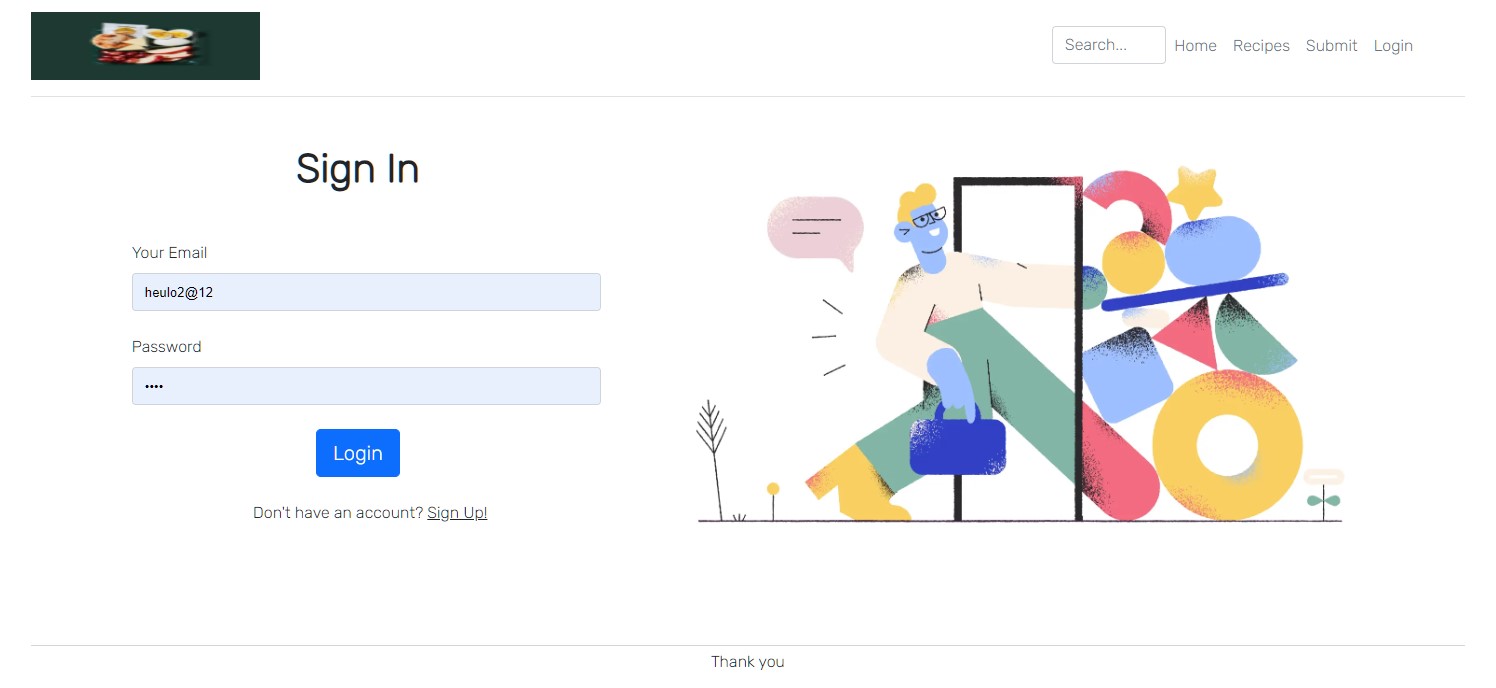 Search... Home Recipes Submit Login
Sign In
Your Email
heulo2@12
Password
••••
Login
Don't have an account? Sign Up!
Thank you